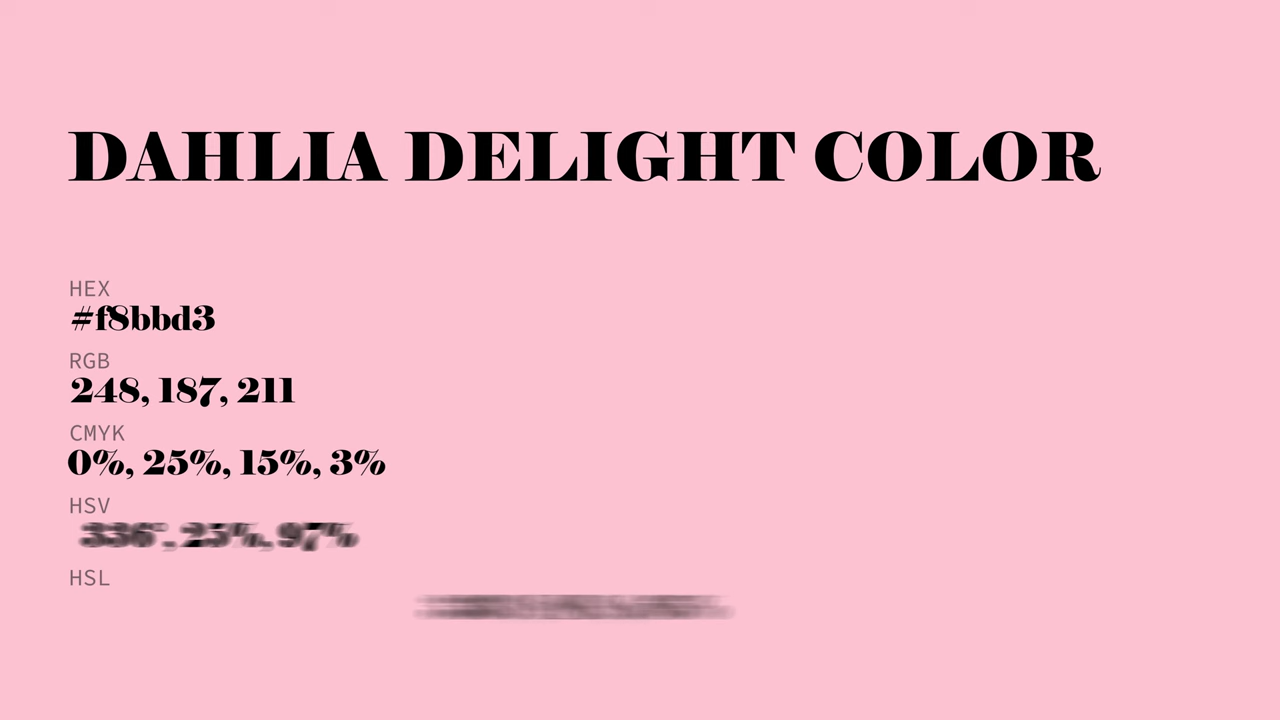 DAHLIA DELIGHT COLOR
HEX
#f8bbd3
RGB
248, 187, 211
CMYK
0%, 25%, 15%, 3%
HSV
336°, 25%, 97%
HSL